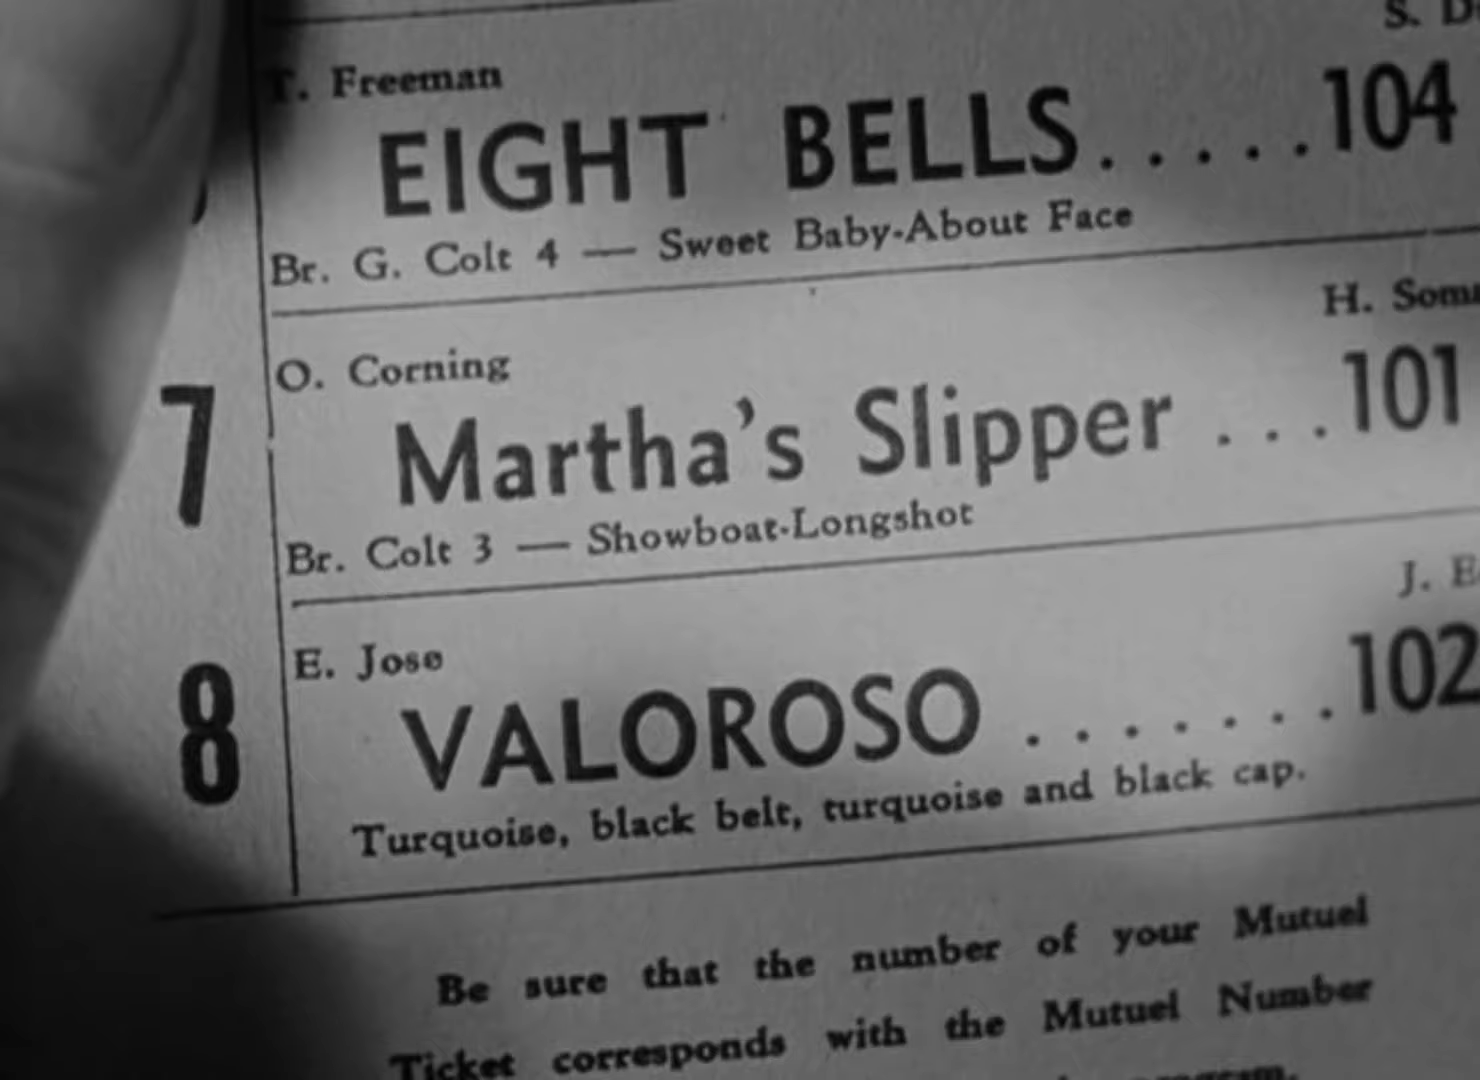 S.
T. Freeman
EIGHT BELLS.....104
Br. G. Colt 4 — Sweet Baby-About Face
H.
O. Corning
7 Martha's Slipper ...101
Br. Colt 3 — Showboat-Longshot
J.
E. Jose
8 VALOROSO .......102
Turquoise, black belt, turquoise and black cap.
Be sure that the number of your Mutuel
Ticket corresponds with the Mutuel Number
program.